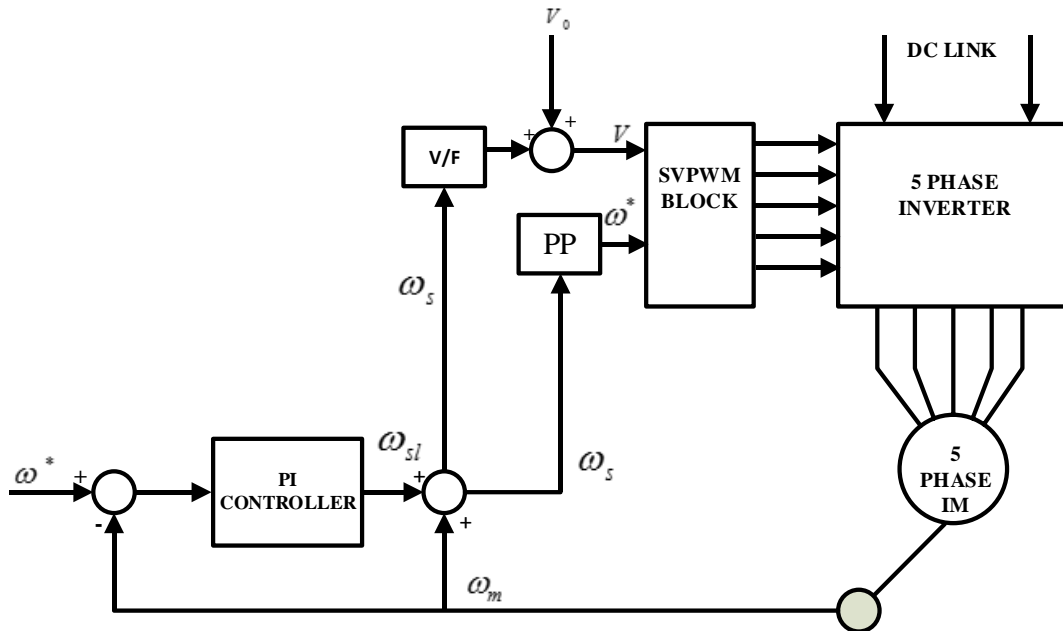 V₀
DC LINK
+
+
V/F
V
SVPWM
BLOCK
5 PHASE
INVERTER
ω*
PP
ωₛ
ω*
+
-
PI
CONTROLLER
ωₛₗ
+
+
ωₛ
5
PHASE
IM
ωₘ